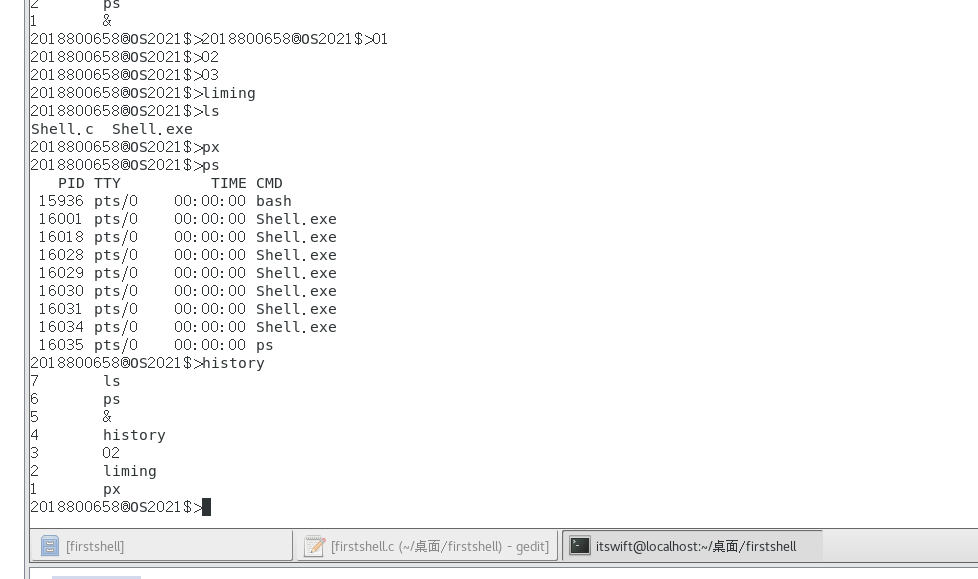 2 ps
1 &
2018800658@OS2021$>2018800658@OS2021$>01
2018800658@OS2021$>02
2018800658@OS2021$>03
2018800658@OS2021$>liming
2018800658@OS2021$>ls
Shell.c Shell.exe
2018800658@OS2021$>px
2018800658@OS2021$>ps
PID TTY TIME CMD
15936 pts/0 00:00:00 bash
16001 pts/0 00:00:00 Shell.exe
16018 pts/0 00:00:00 Shell.exe
16028 pts/0 00:00:00 Shell.exe
16029 pts/0 00:00:00 Shell.exe
16030 pts/0 00:00:00 Shell.exe
16031 pts/0 00:00:00 Shell.exe
16034 pts/0 00:00:00 Shell.exe
16035 pts/0 00:00:00 ps
2018800658@OS2021$>history
7 ls
6 ps
5 &
4 history
3 02
2 liming
1 px
2018800658@OS2021$>
[firstshell] [firstshell.c (~/桌面/firstshell) - gedit] itswift@localhost:~/桌面/firstshell